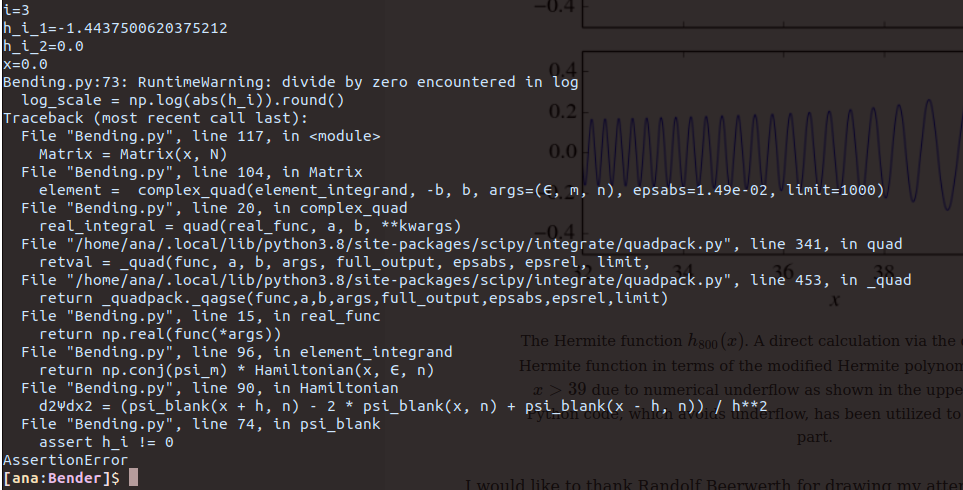 i=3
h_i_1=-1.4437500620375212
h_i_2=0.0
x=0.0
Bending.py:73: RuntimeWarning: divide by zero encountered in log
  log_scale = np.log(abs(h_i)).round()
Traceback (most recent call last):
  File "Bending.py", line 117, in <module>
    Matrix = Matrix(x, N)
  File "Bending.py", line 104, in Matrix
    element =  complex_quad(element_integrand, -b, b, args=(ϵ, m, n), epsabs=1.49e-02, limit=1000)
  File "Bending.py", line 20, in complex_quad
    real_integral = quad(real_func, a, b, **kwargs)
  File "/home/ana/.local/lib/python3.8/site-packages/scipy/integrate/quadpack.py", line 341, in quad
    retval = _quad(func, a, b, args, full_output, epsabs, epsrel, limit,
  File "/home/ana/.local/lib/python3.8/site-packages/scipy/integrate/quadpack.py", line 453, in _quad
    return _quadpack._qagse(func,a,b,args,full_output,epsabs,epsrel,limit)
  File "Bending.py", line 15, in real_func
    return np.real(func(*args))
  File "Bending.py", line 96, in element_integrand
    return np.conj(psi_m) * Hamiltonian(x, ϵ, n)
  File "Bending.py", line 90, in Hamiltonian
    d2Ψdx2 = (psi_blank(x + h, n) - 2 * psi_blank(x, n) + psi_blank(x - h, n)) / h**2
  File "Bending.py", line 74, in psi_blank
    assert h_i != 0
AssertionError
[ana:Bender]$
−0.4
0.4
0.2
0.0
−0.2
−0.4
34
36
38
x
The Hermite function h800(x). A direct calculation via the
Hermite function in terms of the modified Hermite polynom
x > 39 due to numerical underflow as shown in the uppe
Python code, which avoids underflow, has been utilized to
part.
I would like to thank Randolf Beerwerth for drawing my atte